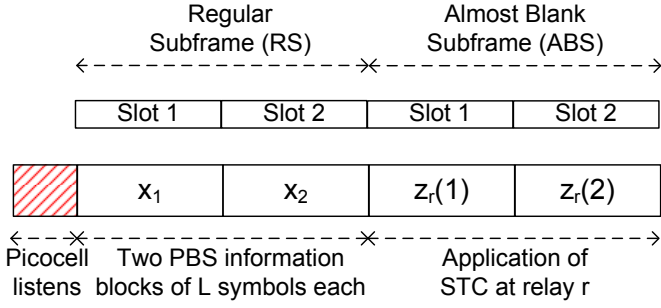 Regular
Subframe (RS)
Almost Blank
Subframe (ABS)
Slot 1
Slot 2
Slot 1
Slot 2
x₁
x₂
zᵣ(1)
zᵣ(2)
Picocell
listens
Two PBS information
blocks of L symbols each
Application of
STC at relay r